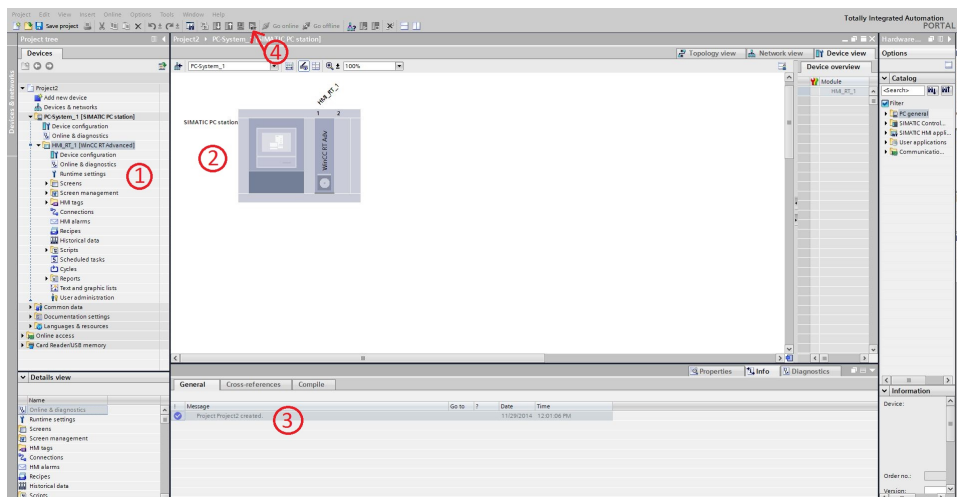 Project Edit View Insert Online Options Tools Window Help
Totally Integrated Automation
PORTAL
Save project
Go online
Go offline
Project tree
Project2
PC-System_
PC station]
Hardware...
4
Devices
Topology view
Network view
Device view
Options
PC-System_1
100%
Device overview
Devices & networks
Project2
Add new device
Devices & networks
PC-System_1 [SIMATIC PC station]
Device configuration
Online & diagnostics
HMI_RT_1 [WinCC RT Advanced]
Device configuration
Online & diagnostics
Runtime settings
Screens
Screen management
HMI tags
Connections
HMI alarms
Recipes
Historical data
Scripts
Scheduled tasks
Cycles
Reports
Text and graphic lists
User administration
Common data
Documentation settings
Languages & resources
Online access
Card Reader/USB memory
1
HMI_RT_1
1 2
SIMATIC PC station
WinCC RT Adv
2
Module
HMI_RT_1
Catalog
<Search>
Filter
PC general
SIMATIC Control...
SIMATIC HMI appli...
User applications
Communicatio...
Properties
Info
Diagnostics
Details view
General
Cross-references
Compile
Information
Name
Online & diagnostics
Runtime settings
Screens
Screen management
HMI tags
Connections
HMI alarms
Recipes
Historical data
Scripts
! Message Go to ? Date Time
Project Project2 created. 11/29/2014 12:01:06 PM
3
Device:
Order no.:
Version: